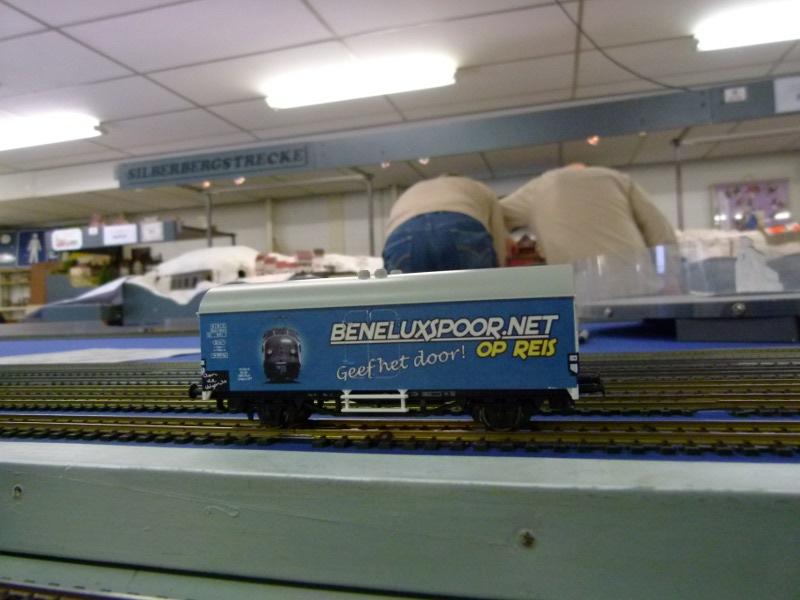 SILBERBERGSTRECKE
BENELUXSPOOR.NET
OP REIS
Geef het door!